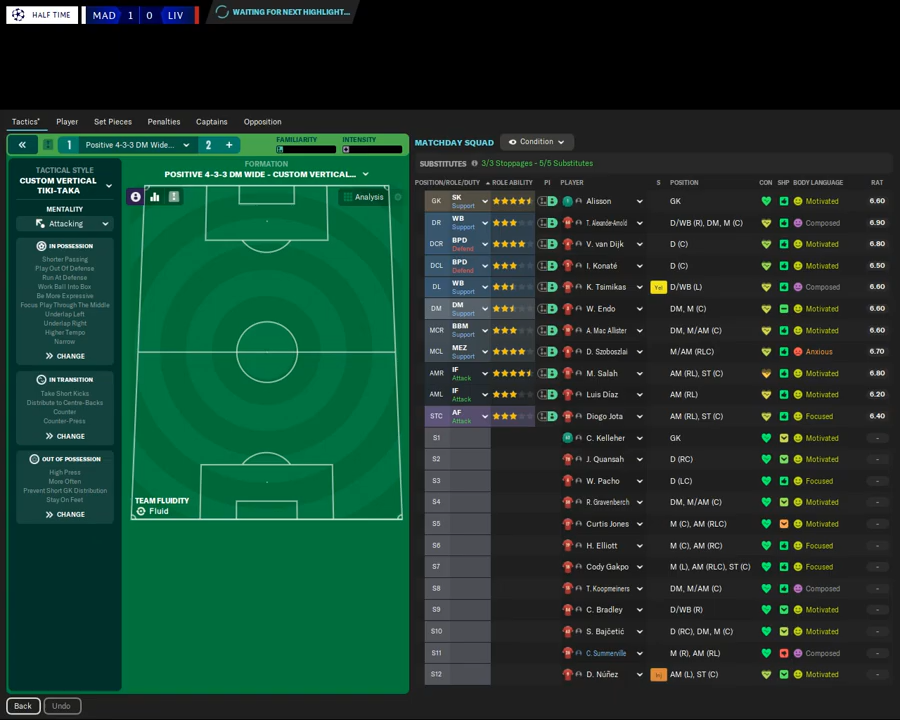 HALF TIME MAD 1 0 LIV WAITING FOR NEXT HIGHLIGHT...
Tactics* Player Set Pieces Penalties Captains Opposition
1 Positive 4-3-3 DM Wide... 2 + FAMILIARITY INTENSITY
TACTICAL STYLE
CUSTOM VERTICAL
TIKI-TAKA
MENTALITY
Attacking
IN POSSESSION
Shorter Passing
Play Out Of Defense
Run At Defense
Work Ball Into Box
Be More Expressive
Focus Play Through The Middle
Underlap Left
Underlap Right
Higher Tempo
Narrow
CHANGE
IN TRANSITION
Take Short Kicks
Distribute to Centre-Backs
Counter
Counter-Press
CHANGE
OUT OF POSSESSION
High Press
More Often
Prevent Short GK Distribution
Stay On Feet
CHANGE
FORMATION
POSITIVE 4-3-3 DM WIDE - CUSTOM VERTICAL...
Analysis
TEAM FLUIDITY
Fluid
MATCHDAY SQUAD Condition
SUBSTITUTES 3/3 Stoppages - 5/5 Substitutes
POSITION/ROLE/DUTY ROLE ABILITY PI PLAYER S POSITION CON SHP BODY LANGUAGE RAT
GK SK Support Alisson GK Motivated 6.60
DR WB Support T. Alexander-Arnold D/WB (R), DM, M (C) Composed 6.90
DCR BPD Defend V. van Dijk D (C) Motivated 6.80
DCL BPD Defend I. Konaté D (C) Motivated 6.50
DL WB Support K. Tsimikas Yel D/WB (L) Composed 6.60
DM DM Support W. Endo DM, M (C) Motivated 6.60
MCR BBM Support A. Mac Allister DM, M/AM (C) Motivated 6.60
MCL MEZ Support D. Szoboszlai M/AM (RLC) Anxious 6.70
AMR IF Attack M. Salah AM (RL), ST (C) Motivated 6.80
AML IF Attack Luis Díaz AM (RL) Motivated 6.20
STC AF Attack Diogo Jota AM (RL), ST (C) Focused 6.40
S1 C. Kelleher GK Motivated -
S2 J. Quansah D (RC) Motivated -
S3 W. Pacho D (LC) Focused -
S4 R. Gravenberch DM, M/AM (C) Motivated -
S5 Curtis Jones M (C), AM (RLC) Motivated -
S6 H. Elliott M (C), AM (RC) Focused -
S7 Cody Gakpo M (L), AM (RLC), ST (C) Focused -
S8 T. Koopmeiners DM, M/AM (C) Composed -
S9 C. Bradley D/WB (R) Motivated -
S10 S. Bajčetić D (RC), DM, M (C) Motivated -
S11 C. Summerville M (R), AM (RL) Composed -
S12 D. Núñez Inj AM (L), ST (C) Motivated -
Back Undo